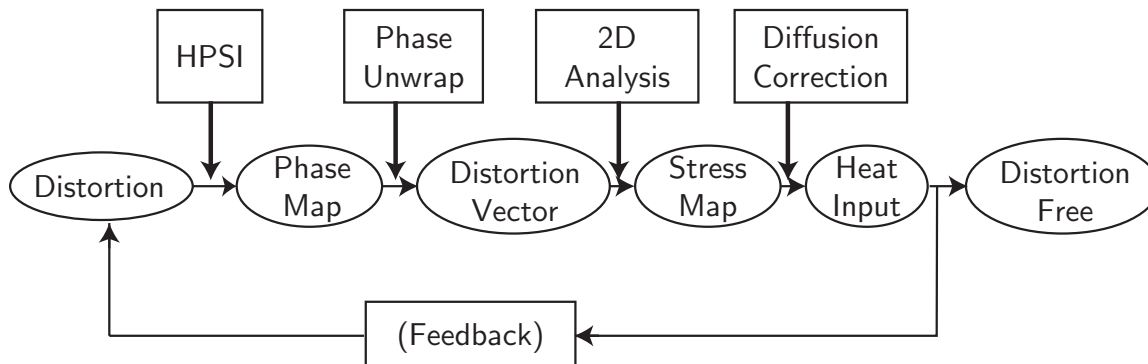 HPSI
Phase
Unwrap
2D
Analysis
Diffusion
Correction
Distortion
Phase
Map
Distortion
Vector
Stress
Map
Heat
Input
Distortion
Free
(Feedback)